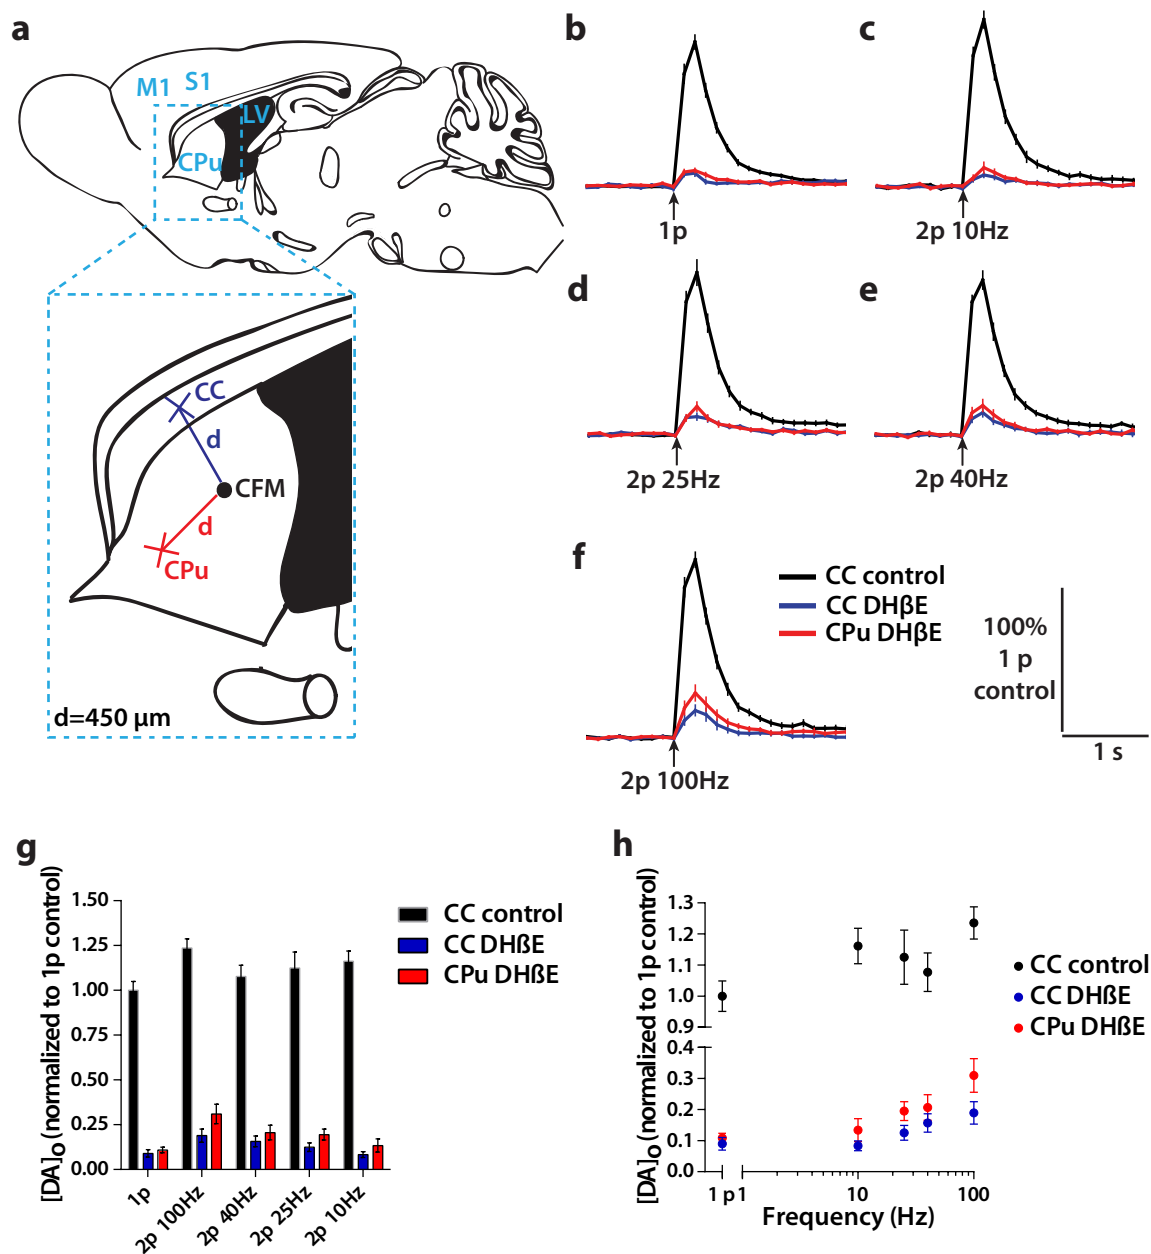 a
M1
S1
LV
CPu
CC
d
CFM
d
CPu
d=450 µm
b
1p
c
2p 10Hz
d
2p 25Hz
e
2p 40Hz
f
2p 100Hz
CC control
CC DHβE
CPu DHβE
100%
1 p
control
1 s
g
[DA]O (normalized to 1p control)
1.50
1.25
1.00
0.75
0.50
0.25
0.00
1p
2p 100Hz
2p 40Hz
2p 25Hz
2p 10Hz
CC control
CC DHßE
CPu DHßE
h
[DA]O (normalized to 1p control)
1.3
1.2
1.1
1.0
0.9
0.4
0.3
0.2
0.1
0.0
1 p 1 10 100
Frequency (Hz)
CC control
CC DHßE
CPu DHßE